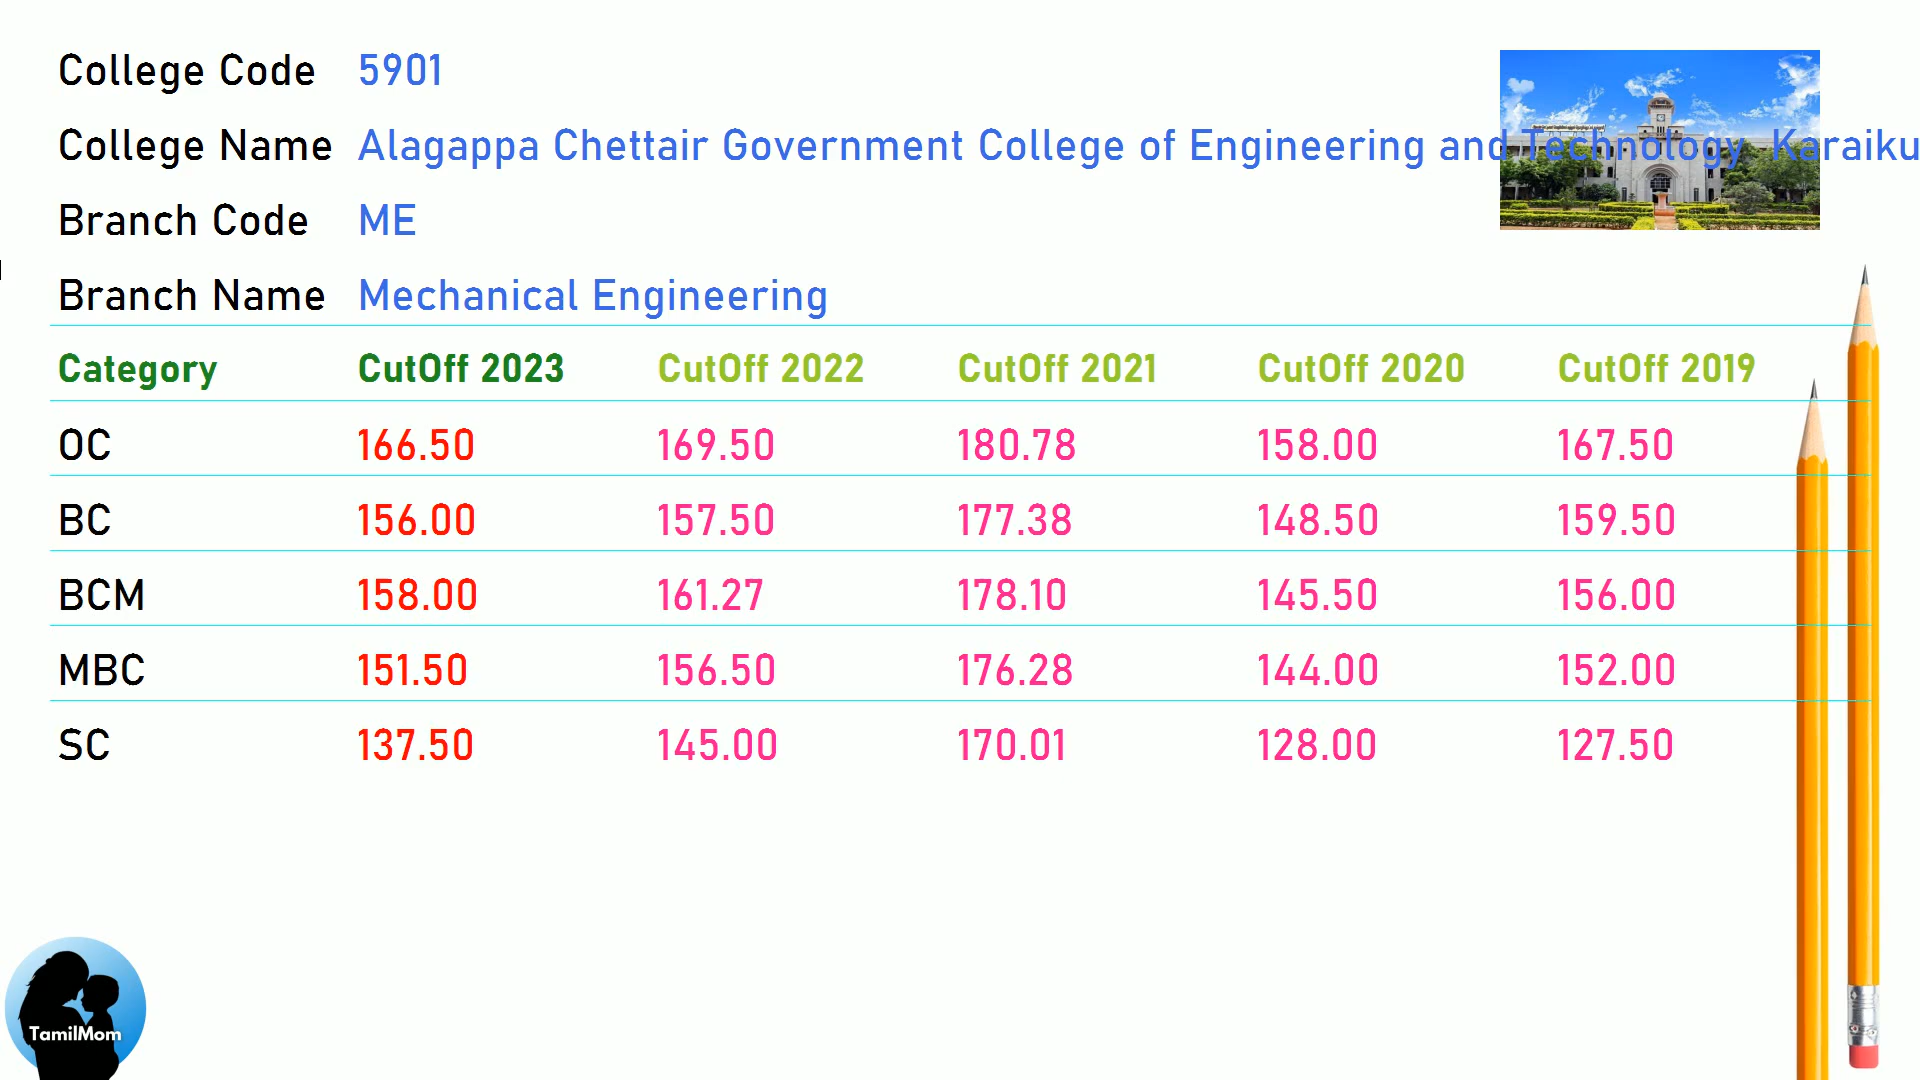 College Code 5901
College Name Alagappa Chettair Government College of Engineering and Technology Karaiku
Branch Code ME
Branch Name Mechanical Engineering
Category CutOff 2023 CutOff 2022 CutOff 2021 CutOff 2020 CutOff 2019
OC 166.50 169.50 180.78 158.00 167.50
BC 156.00 157.50 177.38 148.50 159.50
BCM 158.00 161.27 178.10 145.50 156.00
MBC 151.50 156.50 176.28 144.00 152.00
SC 137.50 145.00 170.01 128.00 127.50
TamilMom